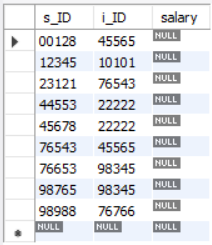 s_ID i_ID salary
00128 45565 NULL
12345 10101 NULL
23121 76543 NULL
44553 22222 NULL
45678 22222 NULL
76543 45565 NULL
76653 98345 NULL
98765 98345 NULL
98988 76766 NULL
NULL NULL NULL